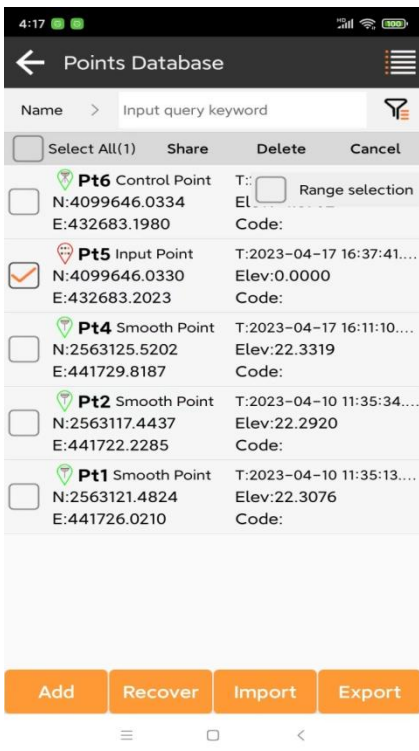 4:17 HD 100
Points Database
Name > Input query keyword
Select All(1) Share Delete Cancel
Pt6 Control Point T:
Range selection
N:4099646.0334
E:432683.1980 Code:
Pt5 Input Point T:2023-04-17 16:37:41....
N:4099646.0330 Elev:0.0000
E:432683.2023 Code:
Pt4 Smooth Point T:2023-04-17 16:11:10....
N:2563125.5202 Elev:22.3319
E:441729.8187 Code:
Pt2 Smooth Point T:2023-04-10 11:35:34....
N:2563117.4437 Elev:22.2920
E:441722.2285 Code:
Pt1 Smooth Point T:2023-04-10 11:35:13....
N:2563121.4824 Elev:22.3076
E:441726.0210 Code:
Add Recover Import Export